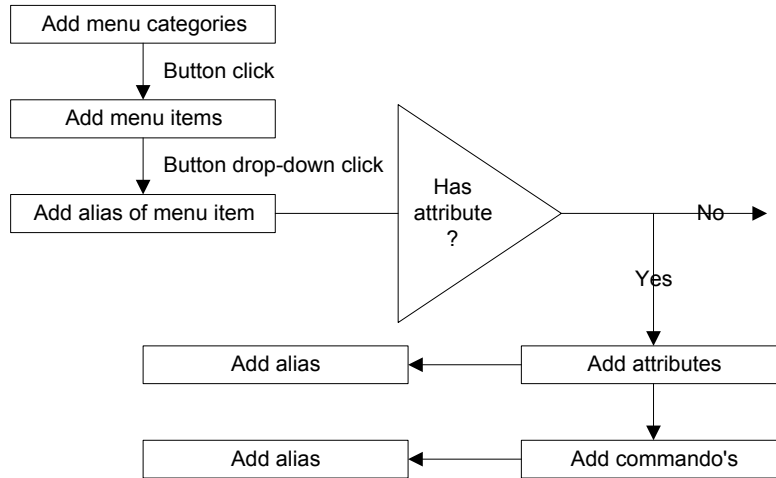 Add menu categories
Button click
Add menu items
Button drop-down click
Add alias of menu item
Has
attribute
?
No
Yes
Add alias
Add attributes
Add alias
Add commando's